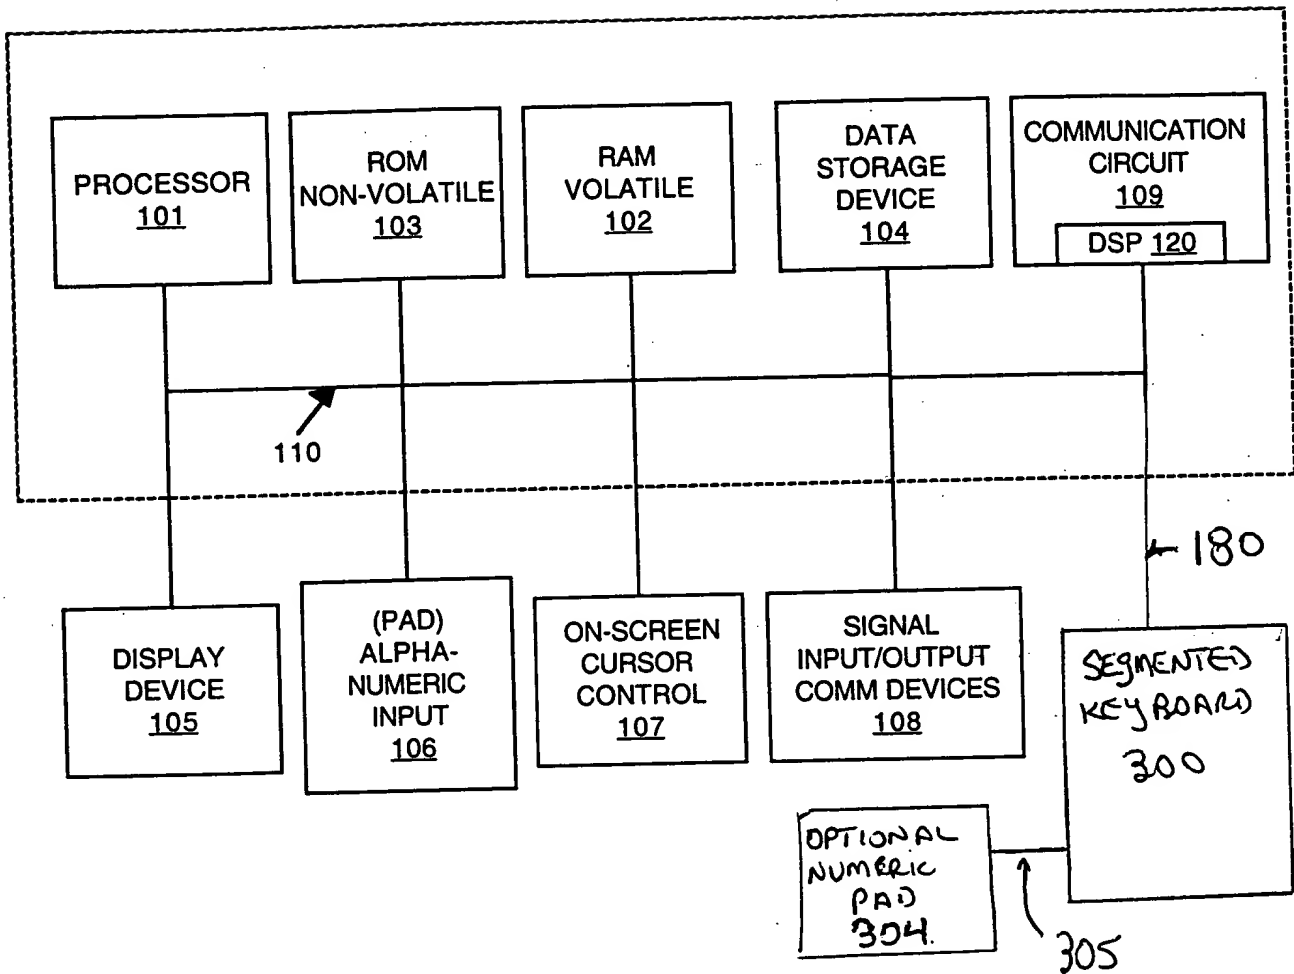 PROCESSOR
101
ROM
NON-VOLATILE
103
RAM
VOLATILE
102
DATA
STORAGE
DEVICE
104
COMMUNICATION
CIRCUIT
109
DSP 120
110
180
DISPLAY
DEVICE
105
(PAD)
ALPHA-
NUMERIC
INPUT
106
ON-SCREEN
CURSOR
CONTROL
107
SIGNAL
INPUT/OUTPUT
COMM DEVICES
108
SEGMENTED
KEYBOARD
300
OPTIONAL
NUMERIC
PAD
304.
305